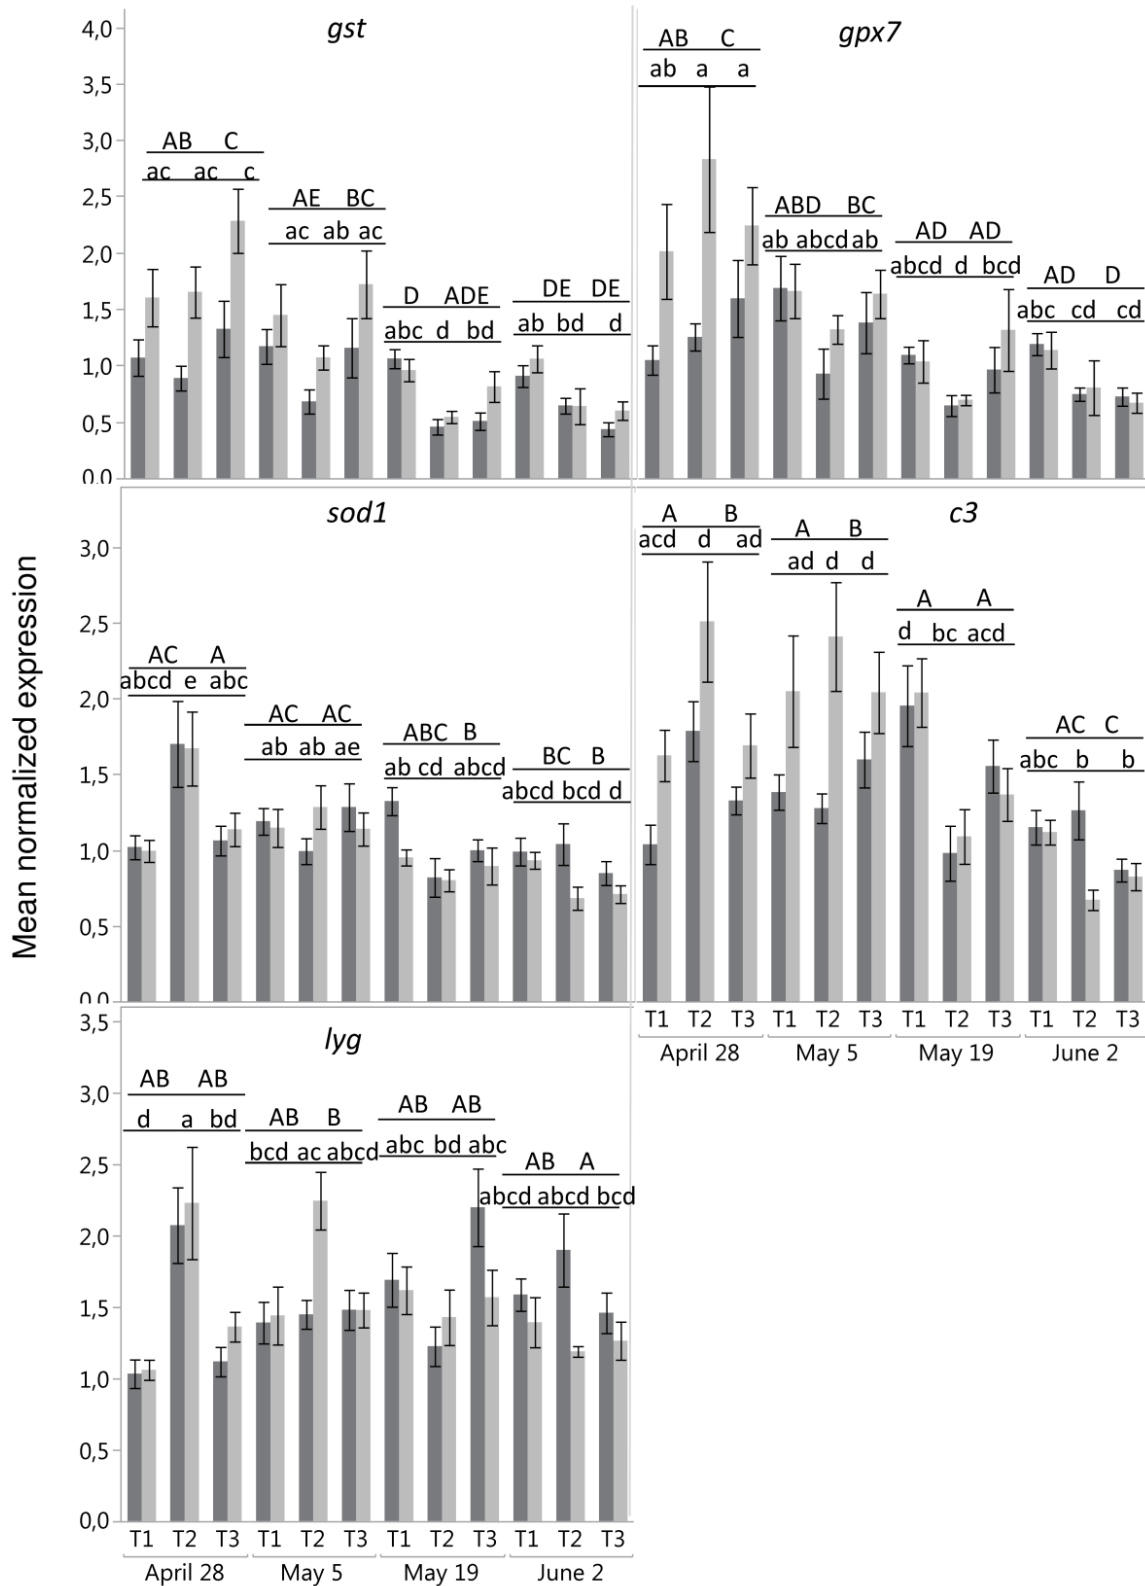 gst
gpx7
4,0
3,5
3,0
2,5
2,0
1,5
1,0
0,5
0,0
AB C
ac ac c
AE BC
ac ab ac
D ADE
abc d bd
DE DE
ab bd d
AB C
ab a a
ABD BC
ab abcd ab
AD AD
abcd d bcd
AD D
abc cd cd
Mean normalized expression
sod1
c3
3,0
2,5
2,0
1,5
1,0
0,5
0,0
AC A
abcd e abc
AC AC
ab ab ae
ABC B
ab cd abcd
BC B
abcd bcd d
A B
acd d ad
A B
ad d d
A A
d bc acd
AC C
abc b b
T1 T2 T3 T1 T2 T3 T1 T2 T3 T1 T2 T3
April 28 May 5 May 19 June 2
lyg
3,5
3,0
2,5
2,0
1,5
1,0
0,5
0,0
AB AB
d a bd
AB B
bcd ac abcd
AB AB
abc bd abc
AB A
abcd abcd bcd
T1 T2 T3 T1 T2 T3 T1 T2 T3 T1 T2 T3
April 28 May 5 May 19 June 2